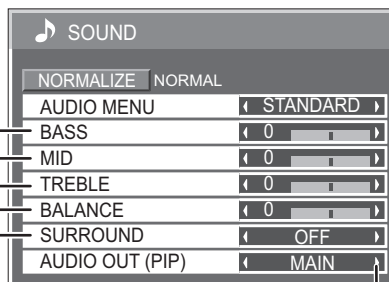 SOUND
NORMALIZE NORMAL
AUDIO MENU STANDARD
BASS 0
MID 0
TREBLE 0
BALANCE 0
SURROUND OFF
AUDIO OUT (PIP) MAIN